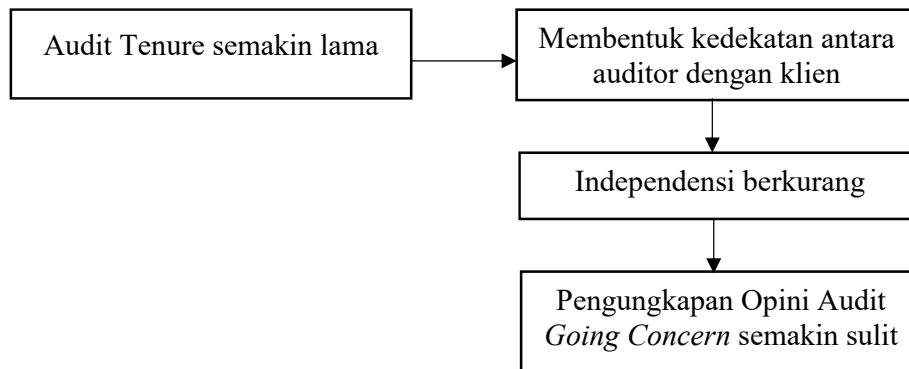 Audit Tenure semakin lama
Membentuk kedekatan antara
auditor dengan klien
Independensi berkurang
Pengungkapan Opini Audit
Going Concern semakin sulit